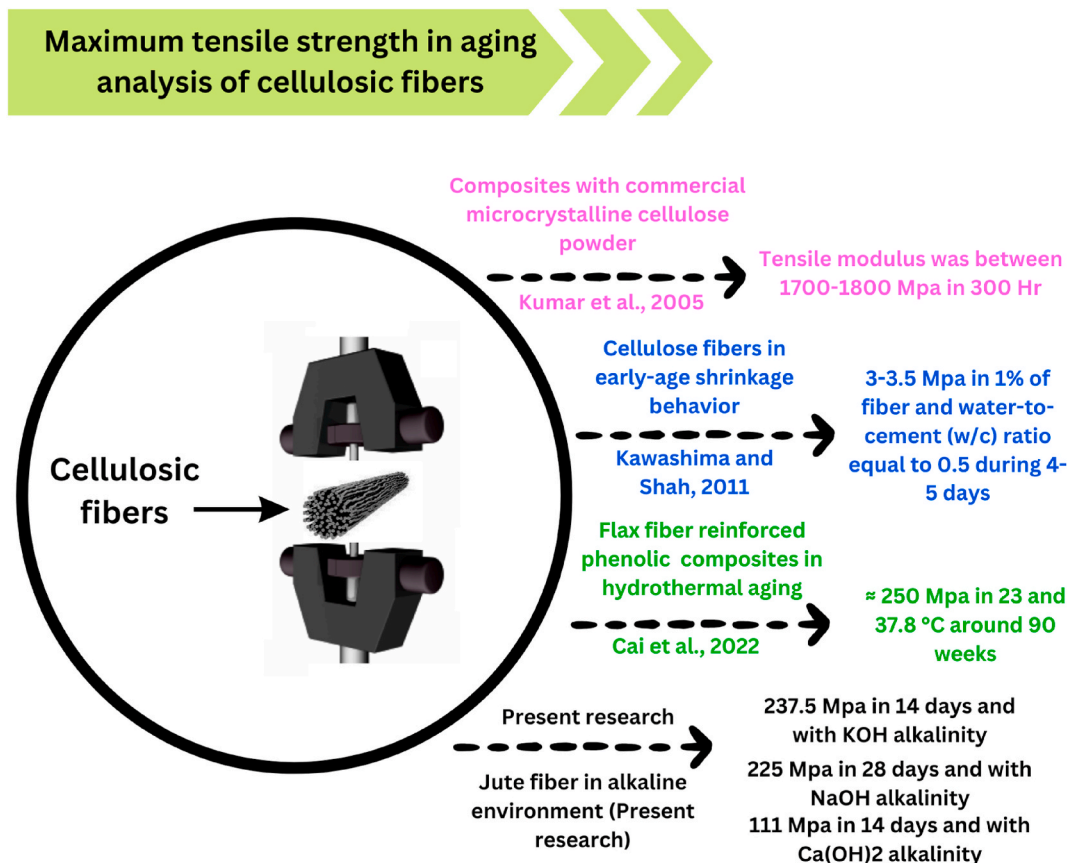 Maximum tensile strength in aging
analysis of cellulosic fibers
Composites with commercial
microcrystalline cellulose
powder
Kumar et al., 2005
Tensile modulus was between
1700-1800 Mpa in 300 Hr
Cellulose fibers in
early-age shrinkage
behavior
Kawashima and
Shah, 2011
3-3.5 Mpa in 1% of
fiber and water-to-
cement (w/c) ratio
equal to 0.5 during 4-
5 days
Cellulosic
fibers
Flax fiber reinforced
phenolic composites in
hydrothermal aging
Cai et al., 2022
≈ 250 Mpa in 23 and
37.8 °C around 90
weeks
Present research
Jute fiber in alkaline
environment (Present
research)
237.5 Mpa in 14 days and
with KOH alkalinity
225 Mpa in 28 days and with
NaOH alkalinity
111 Mpa in 14 days and with
Ca(OH)2 alkalinity